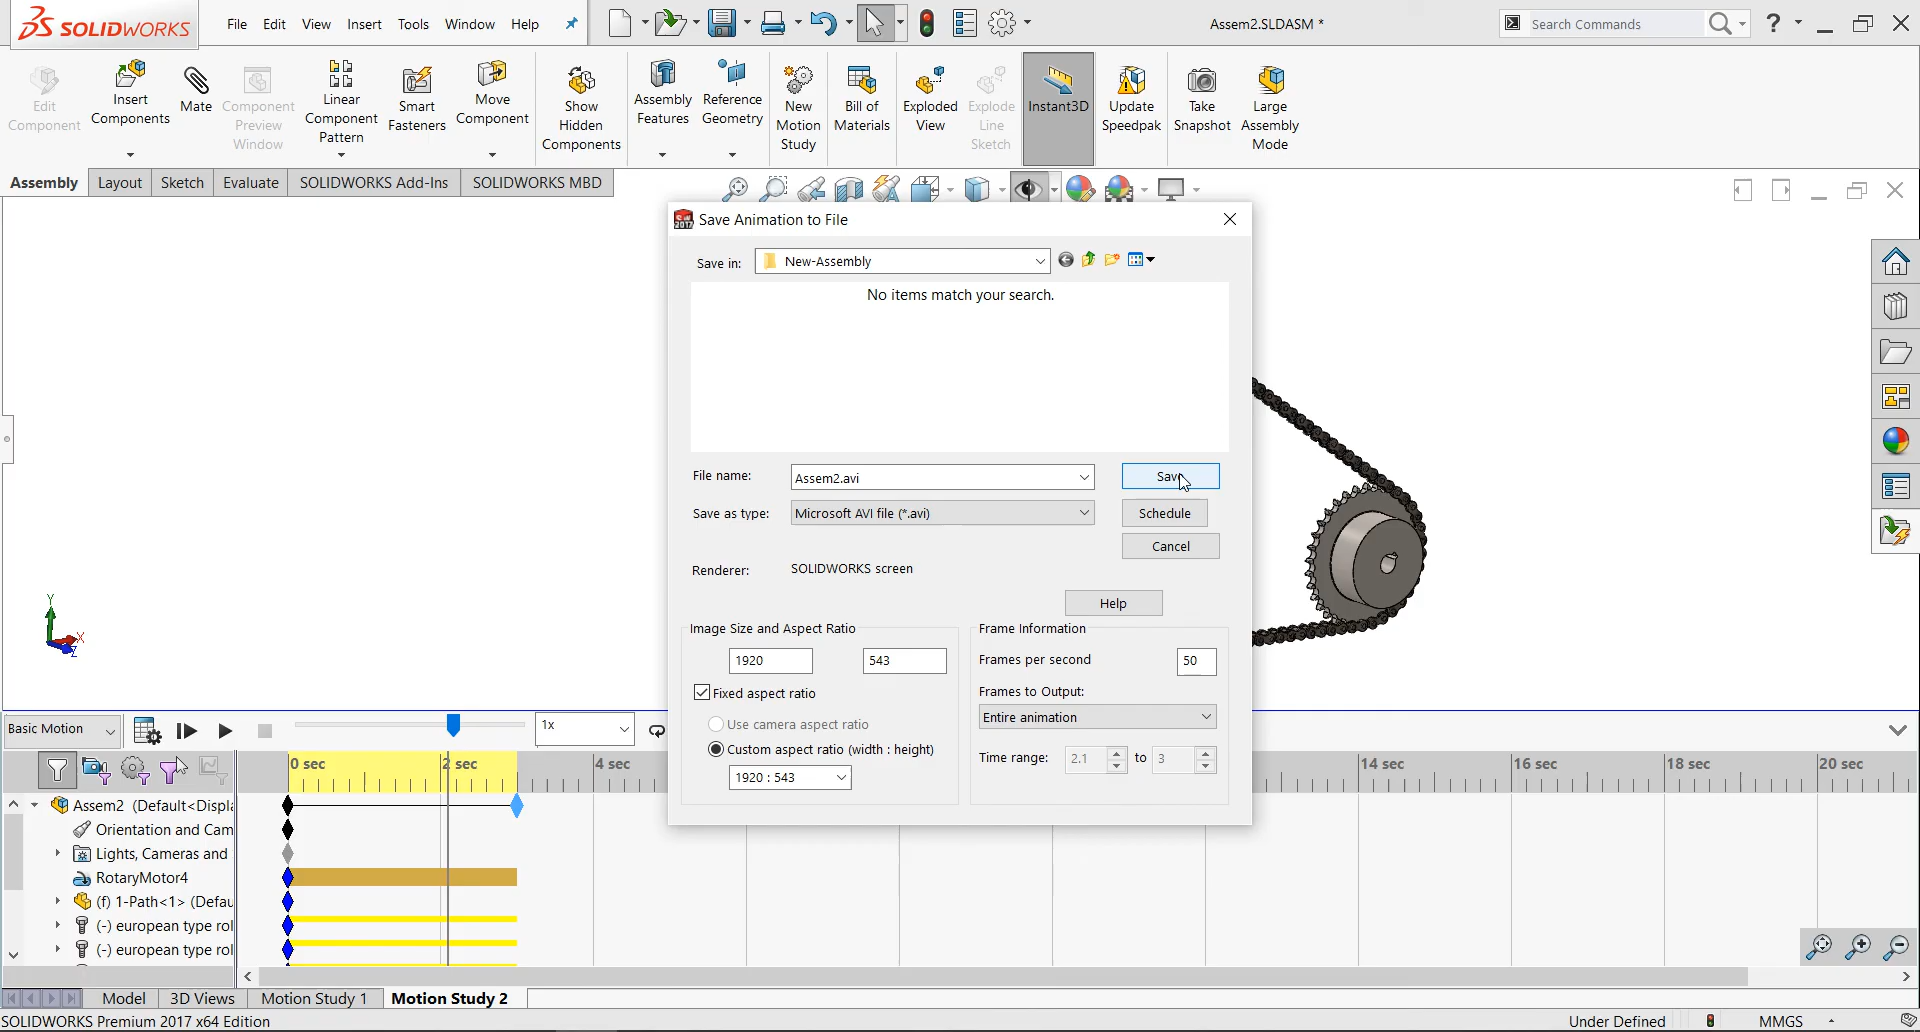 SOLIDWORKS
File Edit View Insert Tools Window Help
Assem2.SLDASM *
Search Commands
Edit Component
Insert Components
Mate
Component Preview Window
Linear Component Pattern
Smart Fasteners
Move Component
Show Hidden Components
Assembly Features
Reference Geometry
New Motion Study
Bill of Materials
Exploded View
Explode Line Sketch
Instant3D
Update Speedpak
Take Snapshot
Large Assembly Mode
Assembly Layout Sketch Evaluate SOLIDWORKS Add-Ins SOLIDWORKS MBD
Save Animation to File
Save in: New-Assembly
No items match your search.
File name: Assem2.avi Save
Save as type: Microsoft AVI file (*.avi) Schedule
Cancel
Renderer: SOLIDWORKS screen
Help
Image Size and Aspect Ratio
1920 543
Fixed aspect ratio
Use camera aspect ratio
Custom aspect ratio (width : height)
1920 : 543
Frame Information
Frames per second 50
Frames to Output:
Entire animation
Time range: 2.1 to 3
Y
X
Z
Basic Motion 1x
0 sec 2 sec 4 sec 14 sec 16 sec 18 sec 20 sec
Assem2 (Default<Displa
Orientation and Cam
Lights, Cameras and
RotaryMotor4
(f) 1-Path<1> (Defau
(-) european type rol
(-) european type rol
Model 3D Views Motion Study 1 Motion Study 2
SOLIDWORKS Premium 2017 x64 Edition Under Defined MMGS